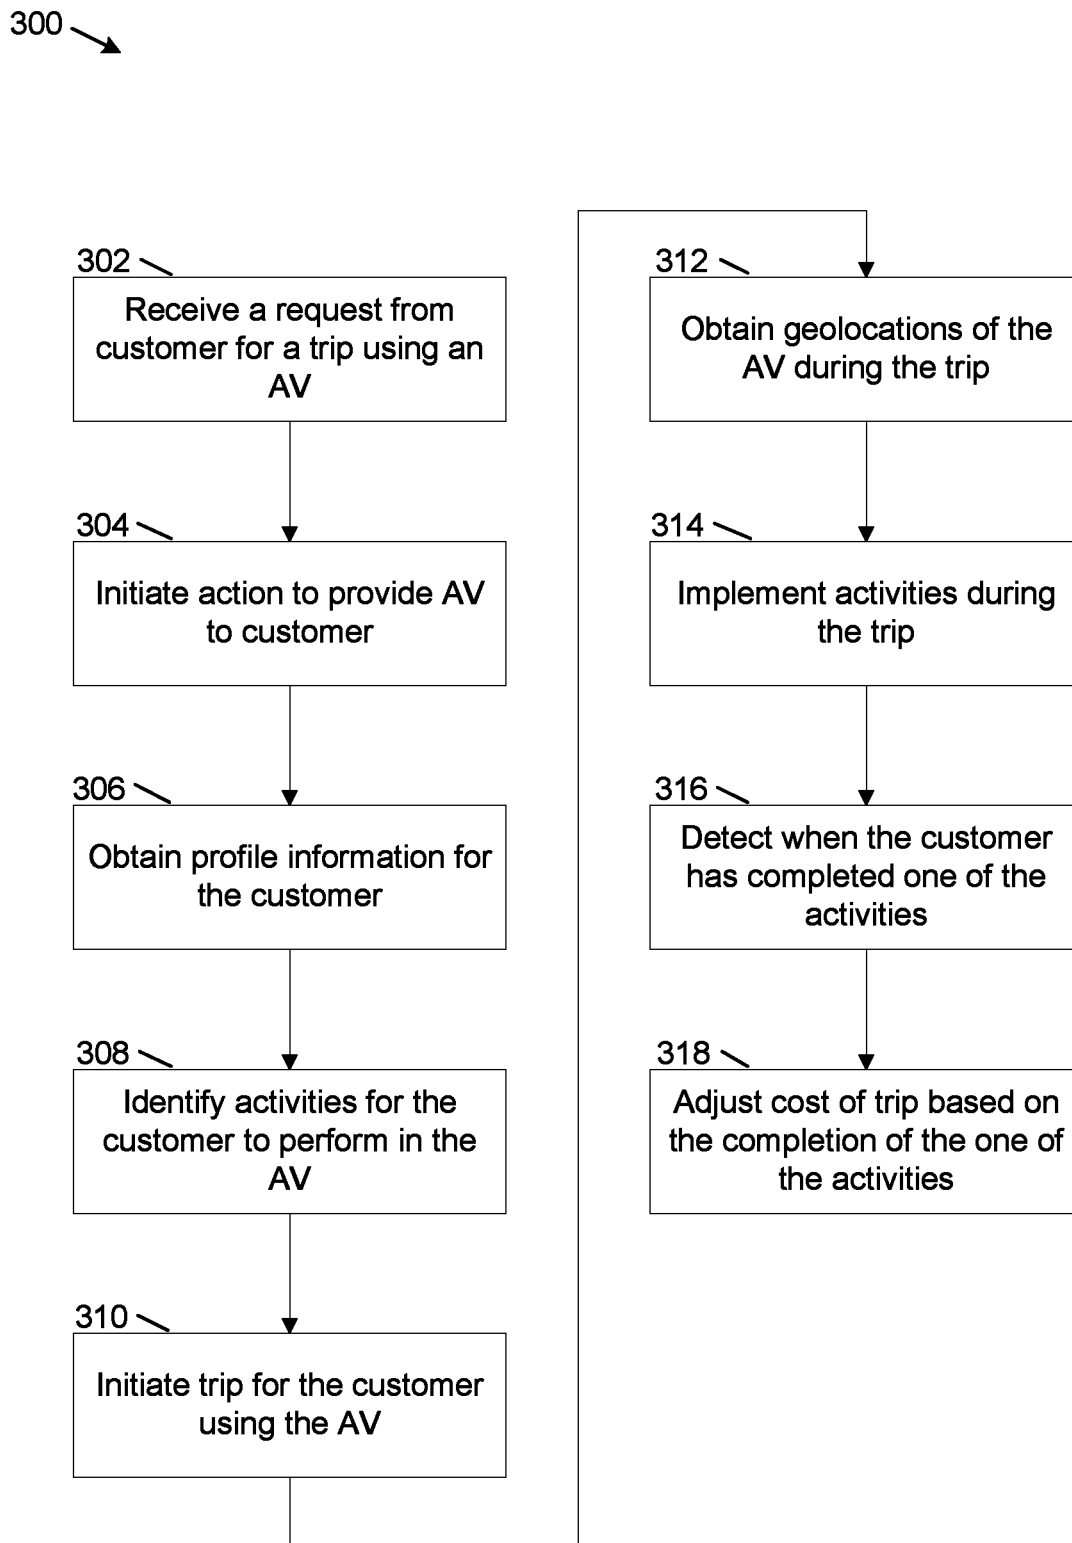 300
302
Receive a request from
customer for a trip using an
AV
304
Initiate action to provide AV
to customer
306
Obtain profile information for
the customer
308
Identify activities for the
customer to perform in the
AV
310
Initiate trip for the customer
using the AV
312
Obtain geolocations of the
AV during the trip
314
Implement activities during
the trip
316
Detect when the customer
has completed one of the
activities
318
Adjust cost of trip based on
the completion of the one of
the activities